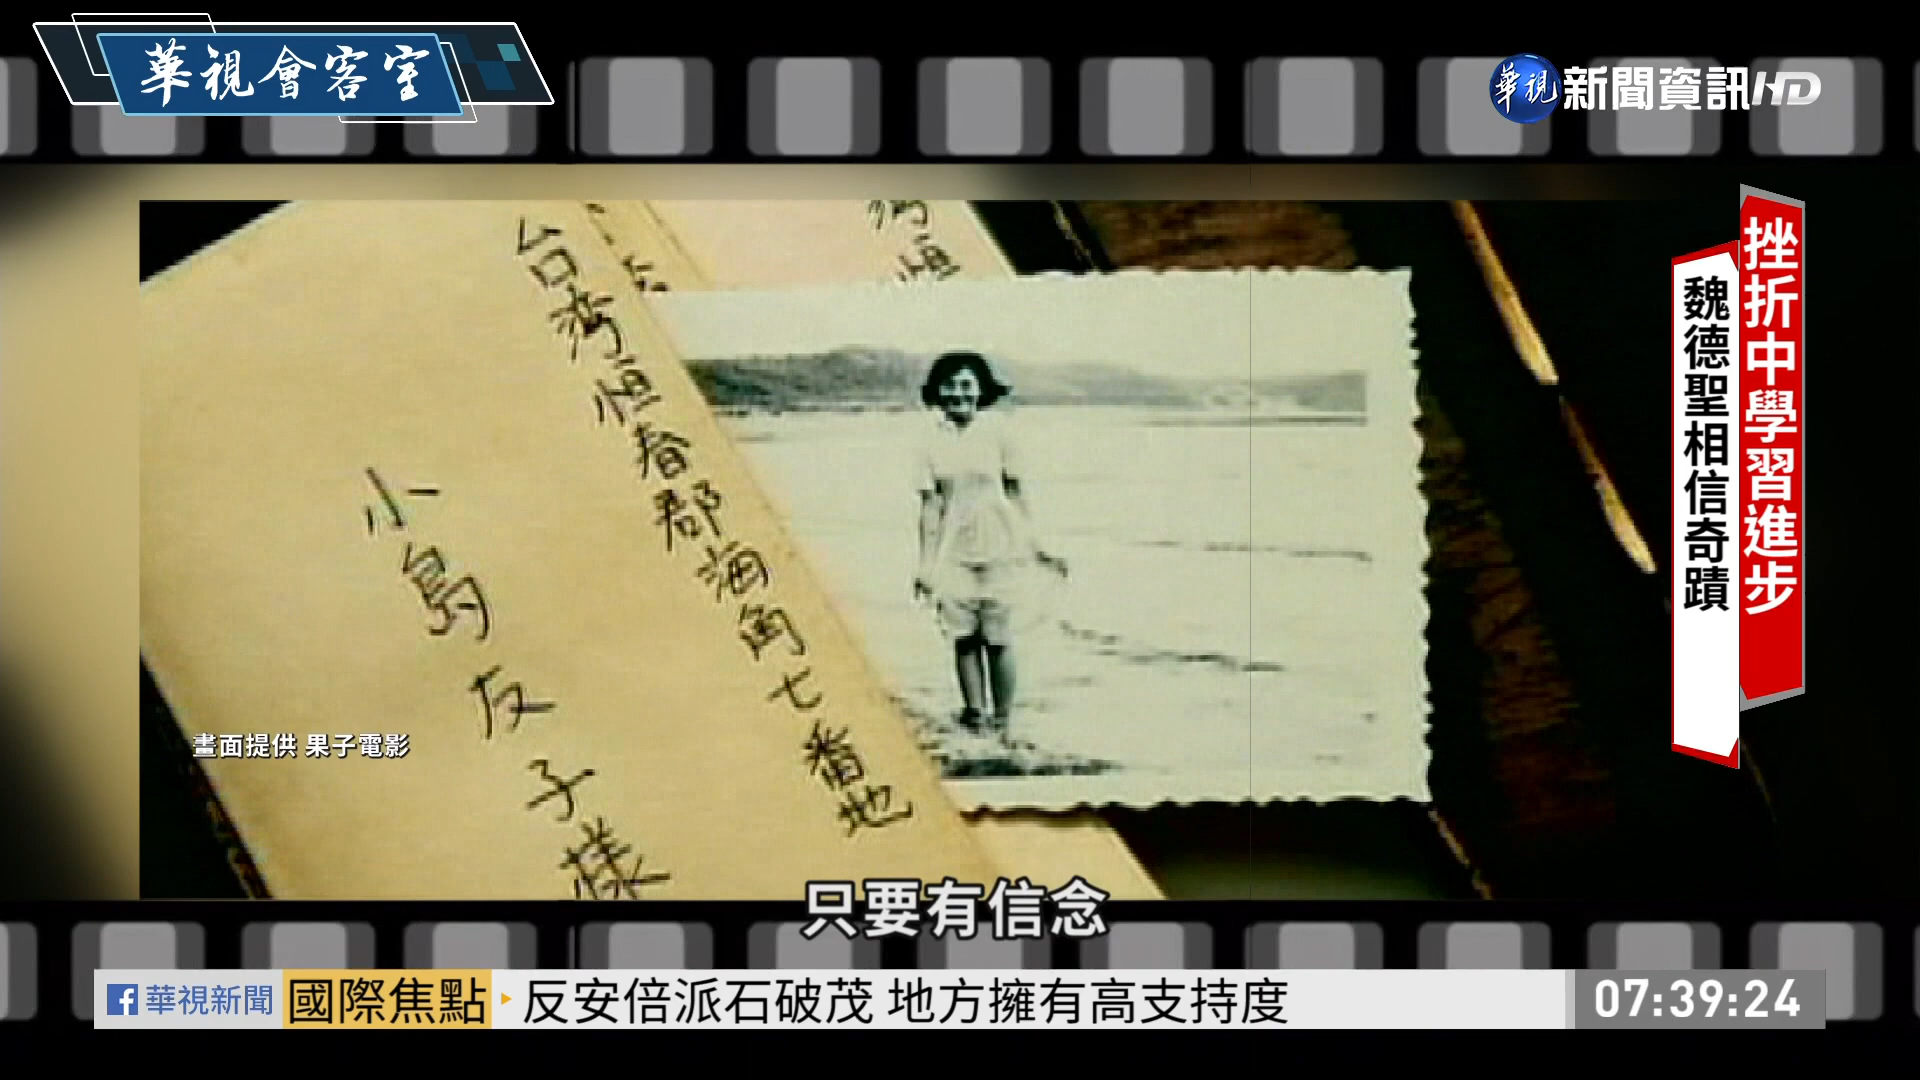 華視會客室
華視 新聞資訊HD
挫折中學習進步
魏德聖相信奇蹟
灣恒
台灣恒春郡海角七番地
小島友子樣
畫面提供 果子電影
只要有信念
華視新聞 國際焦點 反安倍派石破茂 地方擁有高支持度 07:39:24